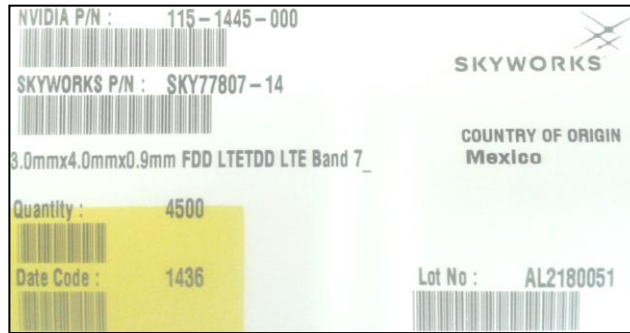 NVIDIA P/N : 115-1445-000
SKYWORKS
SKYWORKS P/N : SKY77807-14
COUNTRY OF ORIGIN
Mexico
3.0mmx4.0mmx0.9mm FDD LTETDD LTE Band 7_
Quantity : 4500
Date Code : 1436
Lot No : AL2180051